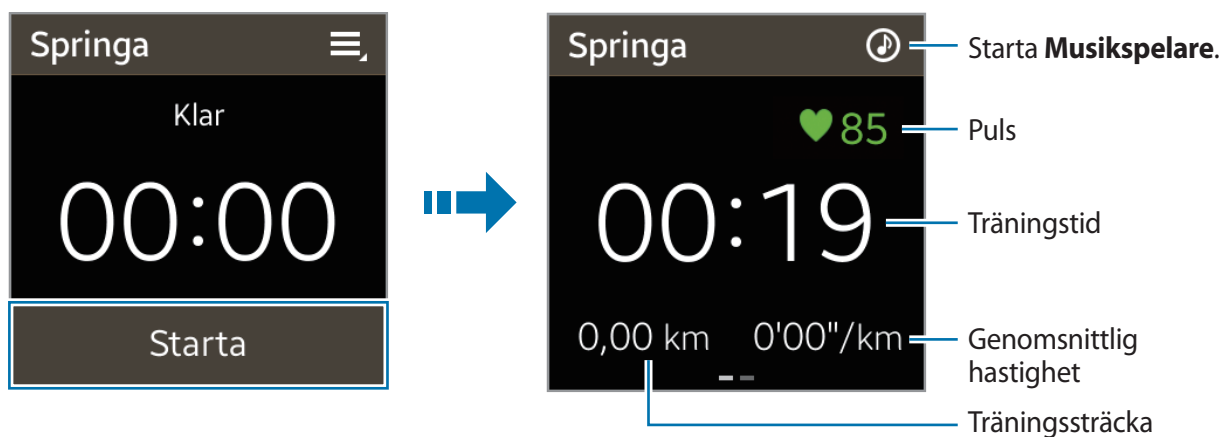 Springa
Klar
00:00
Starta
Springa
85
00:19
0,00 km 0'00"/km
Starta Musikspelare.
Puls
Träningstid
Genomsnittlig
hastighet
Träningssträcka